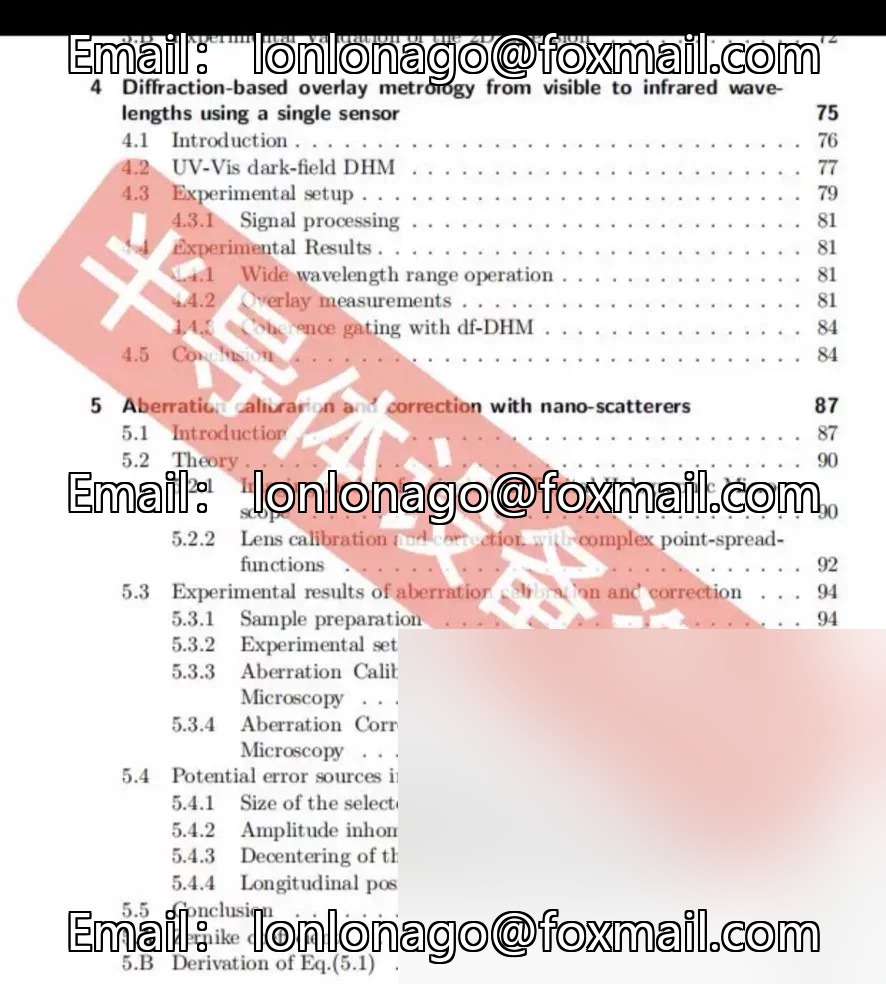 Email： lonlonago@foxmail.com
4 Diffraction-based overlay metrology from visible to infrared wave-
lengths using a single sensor 75
4.1 Introduction . . . . . . . . . . . . . . . . . . . . . . . . . . . . 76
4.2 UV-Vis dark-field DHM . . . . . . . . . . . . . . . . . . . . . 77
4.3 Experimental setup . . . . . . . . . . . . . . . . . . . . . . . . 79
4.3.1 Signal processing . . . . . . . . . . . . . . . . . . . . . 81
4.4 Experimental Results . . . . . . . . . . . . . . . . . . . . . . . 81
4.4.1 Wide wavelength range operation . . . . . . . . . . . . . 81
4.4.2 Overlay measurements . . . . . . . . . . . . . . . . . . 81
4.4.3 Coherence gating with df-DHM . . . . . . . . . . . . . . 84
4.5 Conclusion . . . . . . . . . . . . . . . . . . . . . . . . . . . . 84
半导体设备
5 Aberration calibration and correction with nano-scatterers 87
5.1 Introduction . . . . . . . . . . . . . . . . . . . . . . . . . . . . 87
5.2 Theory . . . . . . . . . . . . . . . . . . . . . . . . . . . . . . 90
Email： lonlonago@foxmail.com
scope . . . . . . . . . . . . . . . . . . . . . . . . . . . 90
5.2.2 Lens calibration and correction with complex point-spread-
functions . . . . . . . . . . . . . . . . . . . . . . . . . 92
5.3 Experimental results of aberration calibration and correction . . . 94
5.3.1 Sample preparation . . . . . . . . . . . . . . . . . . . . 94
5.3.2 Experimental
5.3.3 Aberration
Microscopy . . .
5.3.4 Aberration
Microscopy . . .
5.4 Potential error sources
5.4.1 Size of the
5.4.2 Amplitude
5.4.3 Decentering of
5.4.4 Longitudinal
5.5 Conclusion . . . . . .
Email： lonlonago@foxmail.com
5.B Derivation of Eq.(5.1) .